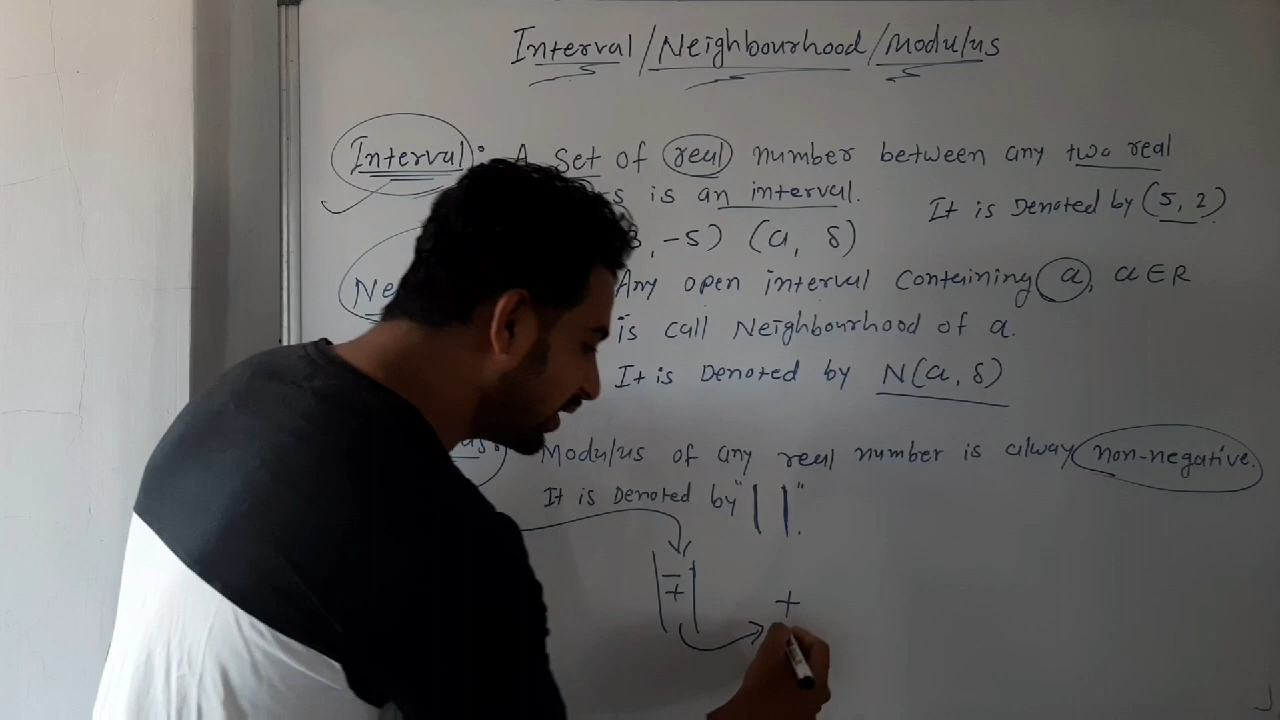 Interval/Neighbourhood/Modulus
Interval: A set of real number between any two real
s is an interval. It is Denoted by (5, 2)
, -5) (a, δ)
Ne Any open interval Containing a, a∈R
is call Neighbourhood of a.
It is Denoted by N(a, δ)
Modulus of any real number is alway non-negative.
It is Denoted by "| |".
|-+| +